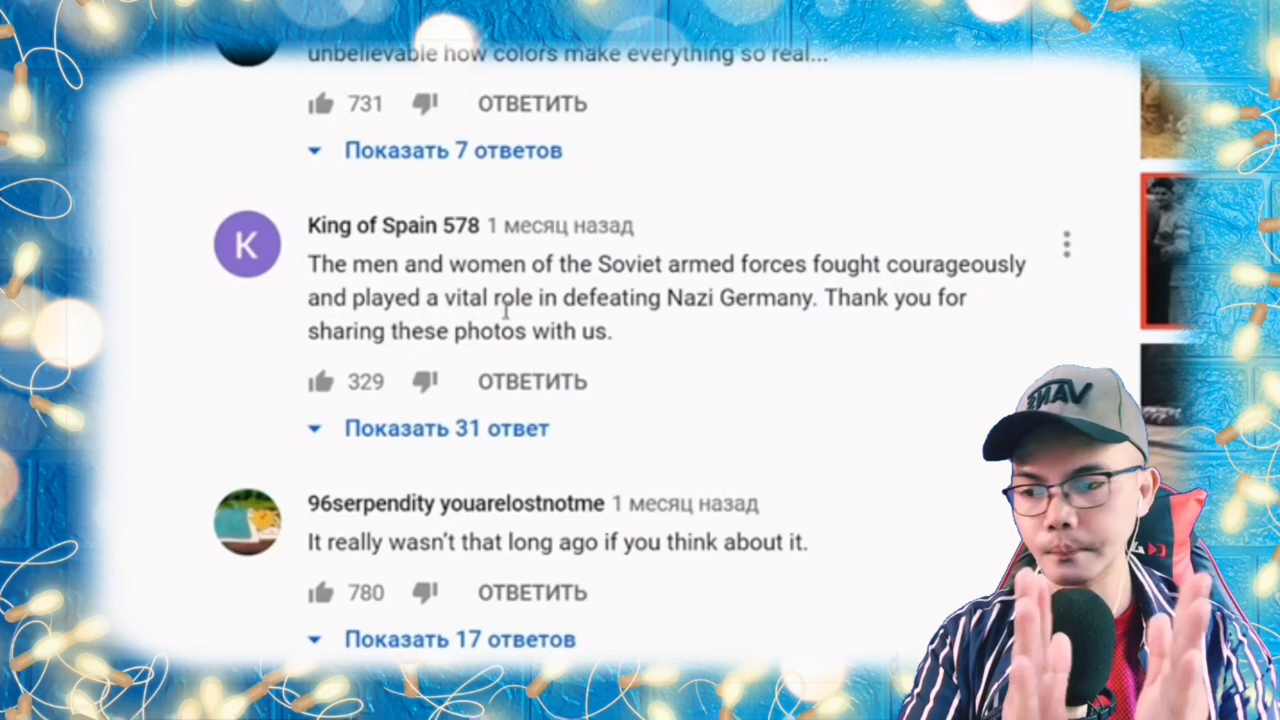 unbelievable how colors make everything so real...
731 ОТВЕТИТЬ
Показать 7 ответов
K
King of Spain 578 1 месяц назад
The men and women of the Soviet armed forces fought courageously
and played a vital role in defeating Nazi Germany. Thank you for
sharing these photos with us.
329 ОТВЕТИТЬ
Показать 31 ответ
96serpendity youarelostnotme 1 месяц назад
It really wasn't that long ago if you think about it.
780 ОТВЕТИТЬ
Показать 17 ответов
VANS